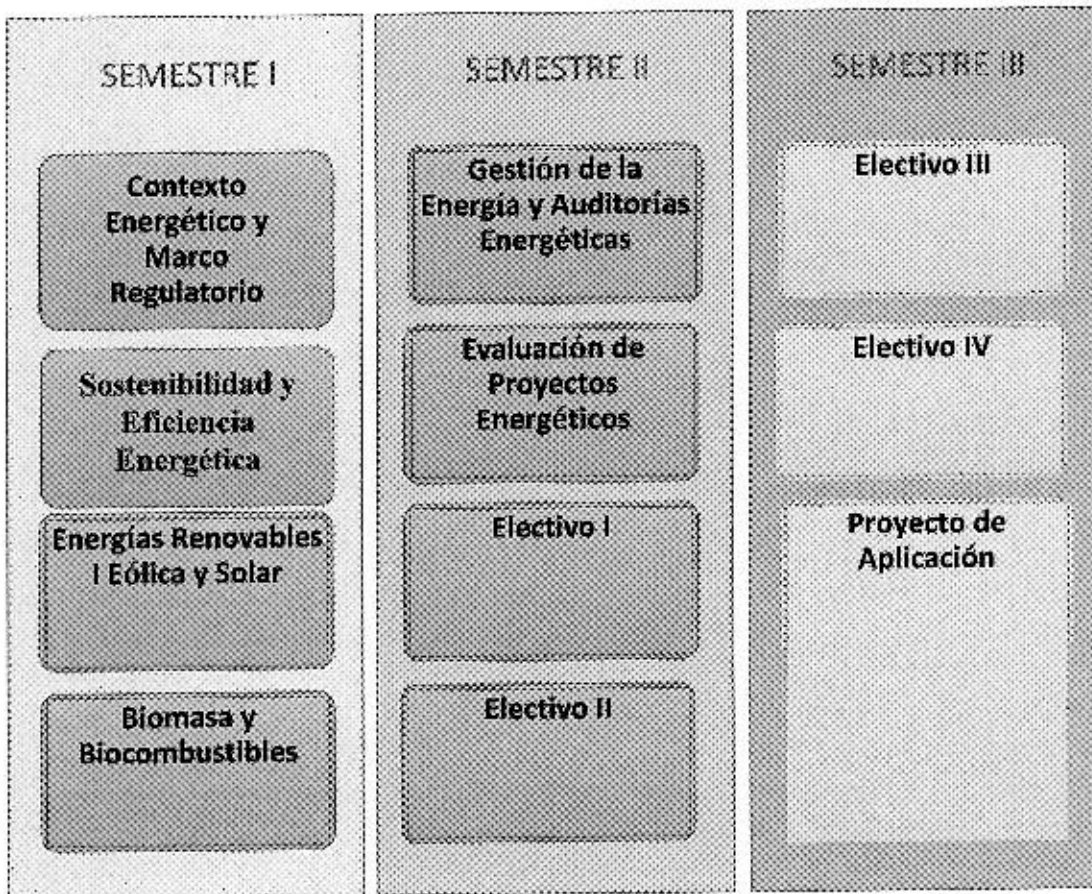 SEMESTRE I
Contexto
Energético y
Marco
Regulatorio
Sostenibilidad y
Eficiencia
Energética
Energías Renovables
I Eólica y Solar
Biomasa y
Biocombustibles
SEMESTRE II
Gestión de la
Energía y Auditorías
Energéticas
Evaluación de
Proyectos
Energéticos
Electivo I
Electivo II
SEMESTRE III
Electivo III
Electivo IV
Proyecto de
Aplicación